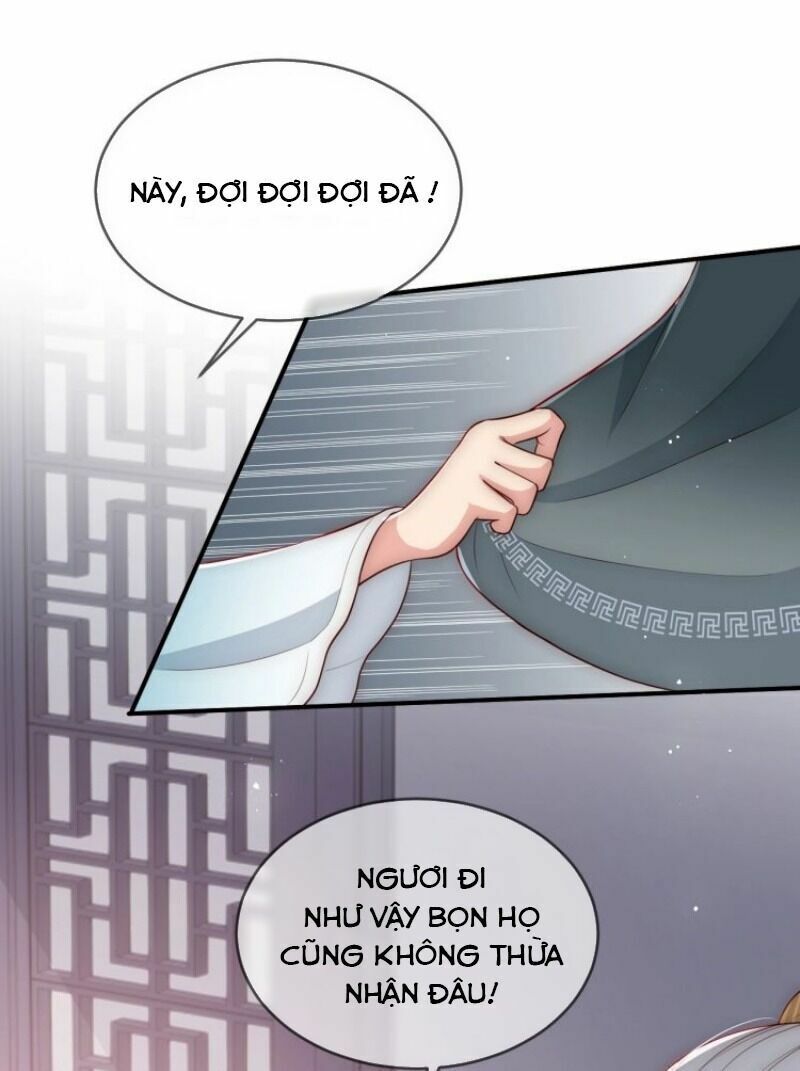 NÀY, ĐỢI ĐỢI ĐỢI ĐÃ !
NGƯƠI ĐI
NHƯ VẬY BỌN HỌ
CŨNG KHÔNG THỪA
NHẬN ĐÂU!